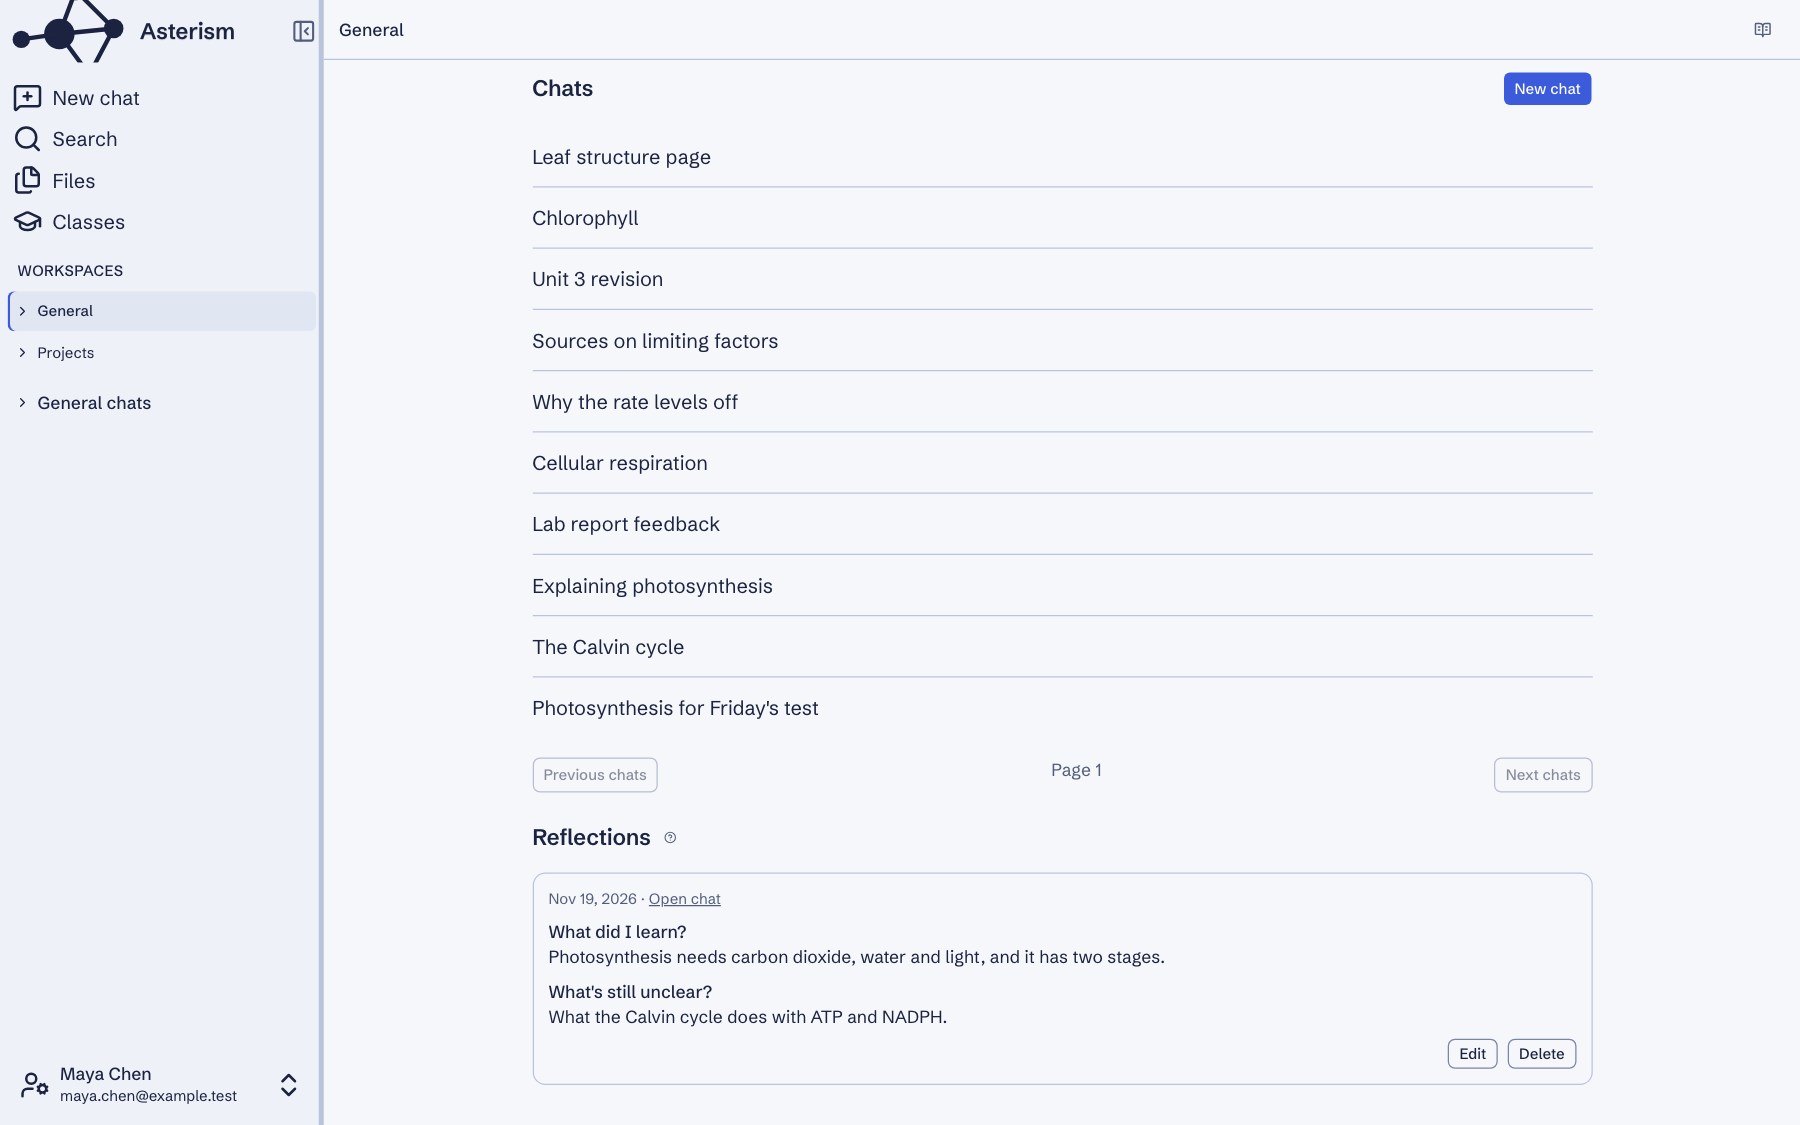 Asterism
General
New chat
Search
Files
Classes
WORKSPACES
General
Projects
General chats
Maya Chen
maya.chen@example.test
Chats
New chat
Leaf structure page
Chlorophyll
Unit 3 revision
Sources on limiting factors
Why the rate levels off
Cellular respiration
Lab report feedback
Explaining photosynthesis
The Calvin cycle
Photosynthesis for Friday's test
Previous chats
Page 1
Next chats
Reflections
Nov 19, 2026 · Open chat
What did I learn?
Photosynthesis needs carbon dioxide, water and light, and it has two stages.
What's still unclear?
What the Calvin cycle does with ATP and NADPH.
Edit
Delete